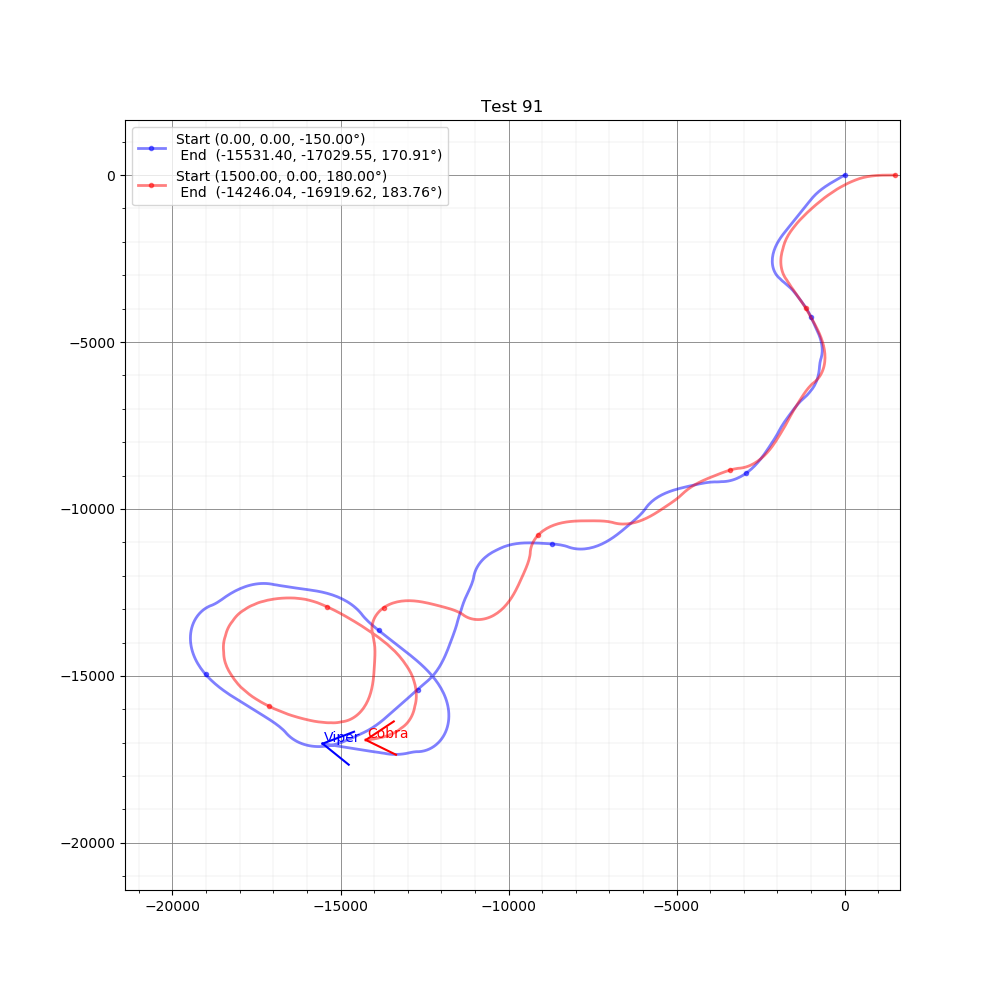 Test 91
Start (0.00, 0.00, -150.00°)
End  (-15531.40, -17029.55, 170.91°)
Start (1500.00, 0.00, 180.00°)
End  (-14246.04, -16919.62, 183.76°)
0
−5000
−10000
−15000
−20000
Viper
Cobra
−20000
−15000
−10000
−5000
0